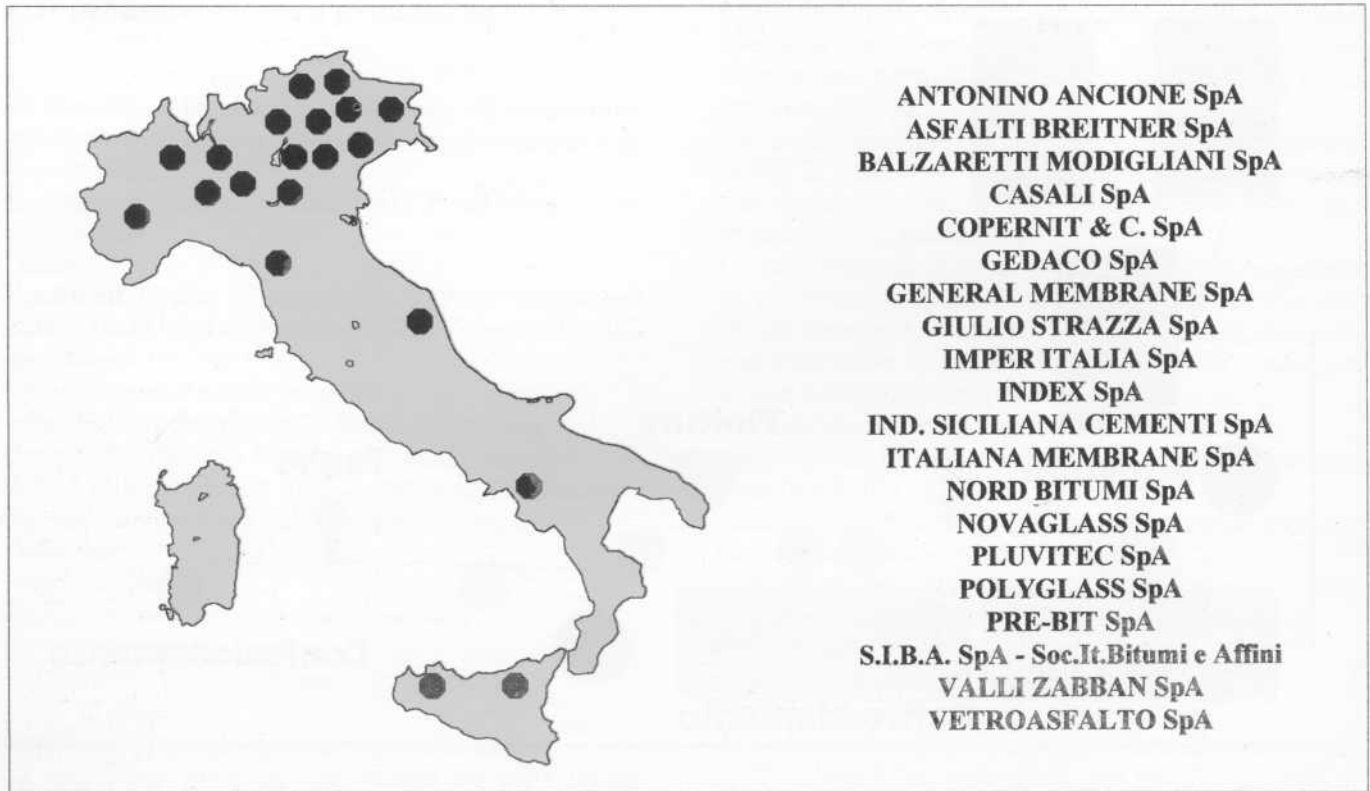 ANTONINO ANCIONE SpA
ASFALTI BREITNER SpA
BALZARETTI MODIGLIANI SpA
CASALI SpA
COPERNIT & C. SpA
GEDACO SpA
GENERAL MEMBRANE SpA
GIULIO STRAZZA SpA
IMPER ITALIA SpA
INDEX SpA
IND. SICILIANA CEMENTI SpA
ITALIANA MEMBRANE SpA
NORD BITUMI SpA
NOVAGLASS SpA
PLUVITEC SpA
POLYGLASS SpA
PRE-BIT SpA
S.I.B.A. SpA - Soc.It.Bitumi e Affini
VALLI ZABBAN SpA
VETROASFALTO SpA